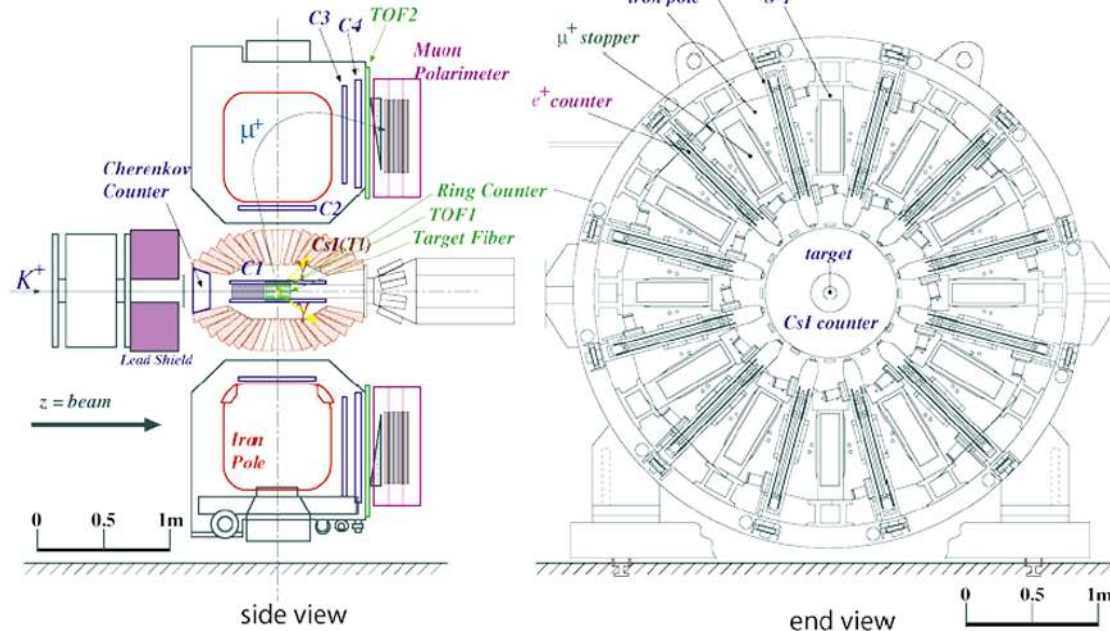 C3
C4
TOF2
Muon
Polarimeter
μ+
Cherenkov
Counter
C2
Ring Counter
TOF1
CsI(Tl)
Target Fiber
C1
K+
Lead Shield
z = beam
Iron
Pole
0 0.5 1m
side view
iron pole
μ+ stopper
e+ counter
target
CsI counter
0 0.5 1m
end view